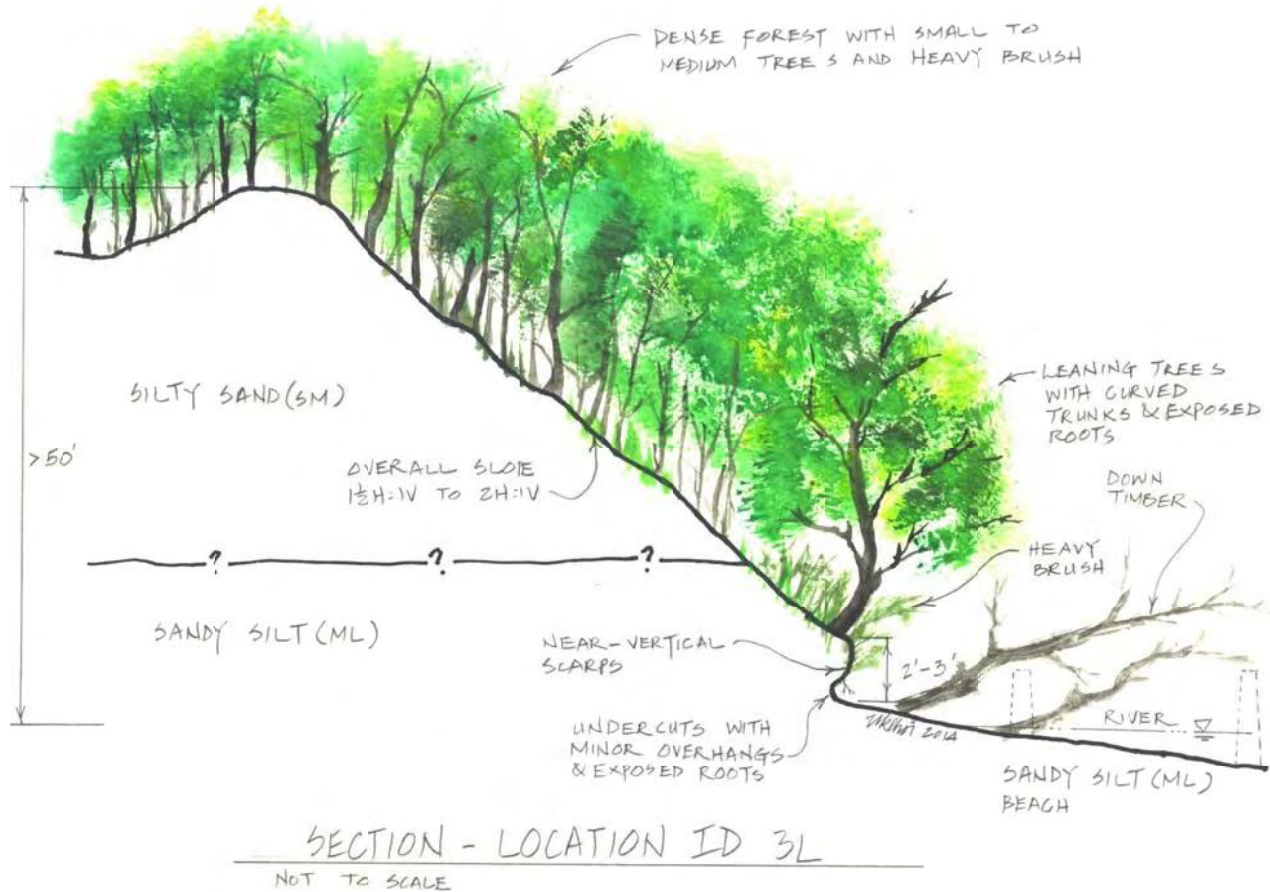 DENSE FOREST WITH SMALL TO
MEDIUM TREES AND HEAVY BRUSH
LEANING TREES
WITH CURVED
TRUNKS & EXPOSED
ROOTS
SILTY SAND (SM)
>50'
OVERALL SLOPE
1½H:1V TO 2H:1V
DOWN
TIMBER
HEAVY
BRUSH
? ? ?
SANDY SILT (ML)
NEAR-VERTICAL
SCARPS
2'-3'
RIVER
2014
UNDERCUTS WITH
MINOR OVERHANGS
& EXPOSED ROOTS
SANDY SILT (ML)
BEACH
SECTION - LOCATION ID 3L
NOT TO SCALE